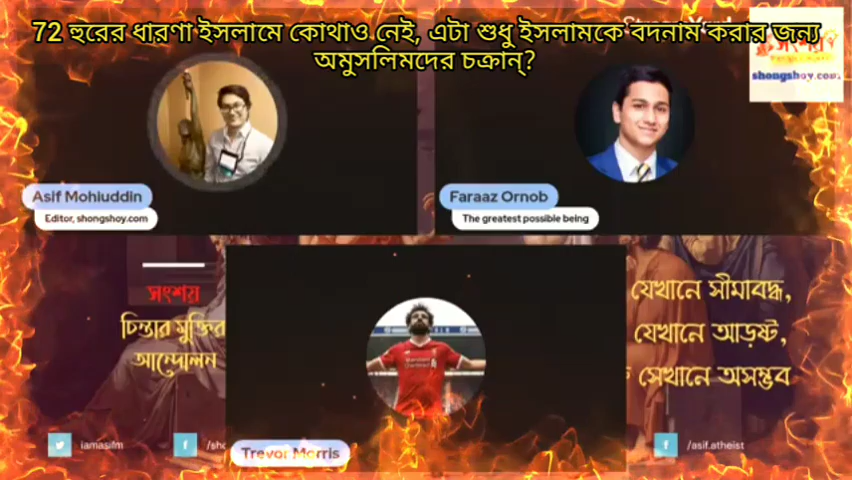 72 হুরের ধারণা ইসলামে কোথাও নেই, এটা শুধু ইসলামকে বদনাম করার জন্য
অমুসলিমদের চক্রান্?
সংশয়
shongshoy.com
Asif Mohiuddin
Editor, shongshoy.com
Faraaz Ornob
The greatest possible being
সংশয়
চিন্তার মুক্তির
আন্দোলন
যেখানে সীমাবদ্ধ,
যেখানে আড়ষ্ট,
সেখানে অসম্ভব
iamasifm
/sho
Trevor Morris
/asif.atheist